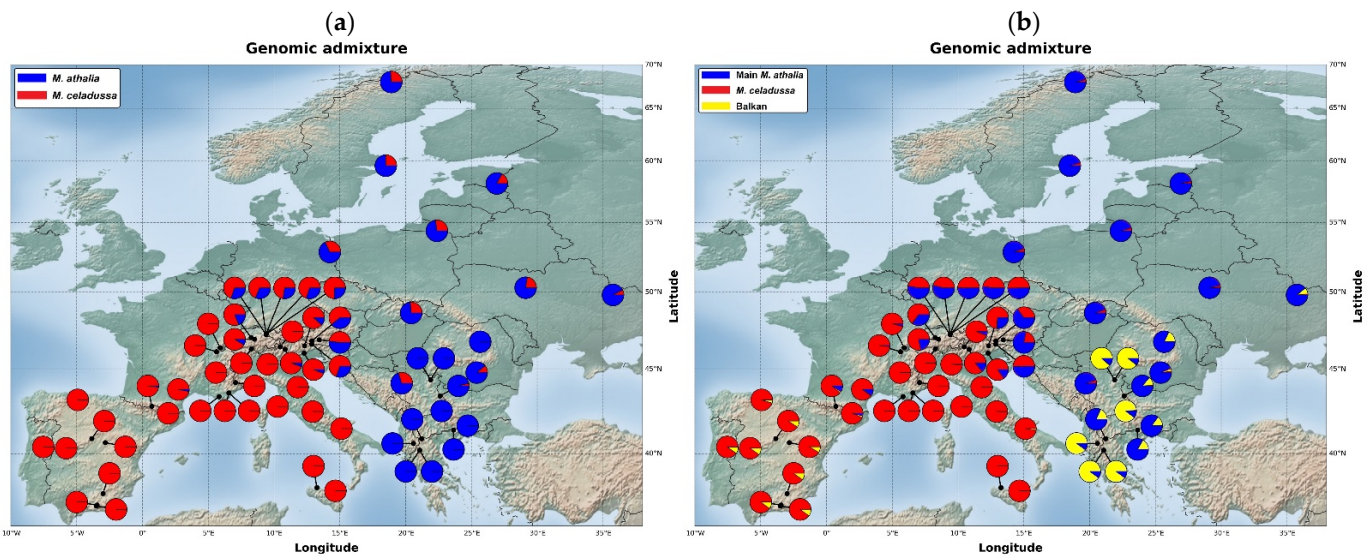 (a)
Genomic admixture
M. athalia
M. celadussa
70°N
65°N
60°N
55°N
50°N
45°N
40°N
Latitude
10°W 5°W 0° 5°E 10°E 15°E 20°E 25°E 30°E 35°E
Longitude
(b)
Genomic admixture
Main M. athalia
M. celadussa
Balkan
70°N
65°N
60°N
55°N
50°N
45°N
40°N
Latitude
10°W 5°W 0° 5°E 10°E 15°E 20°E 25°E 30°E 35°E
Longitude